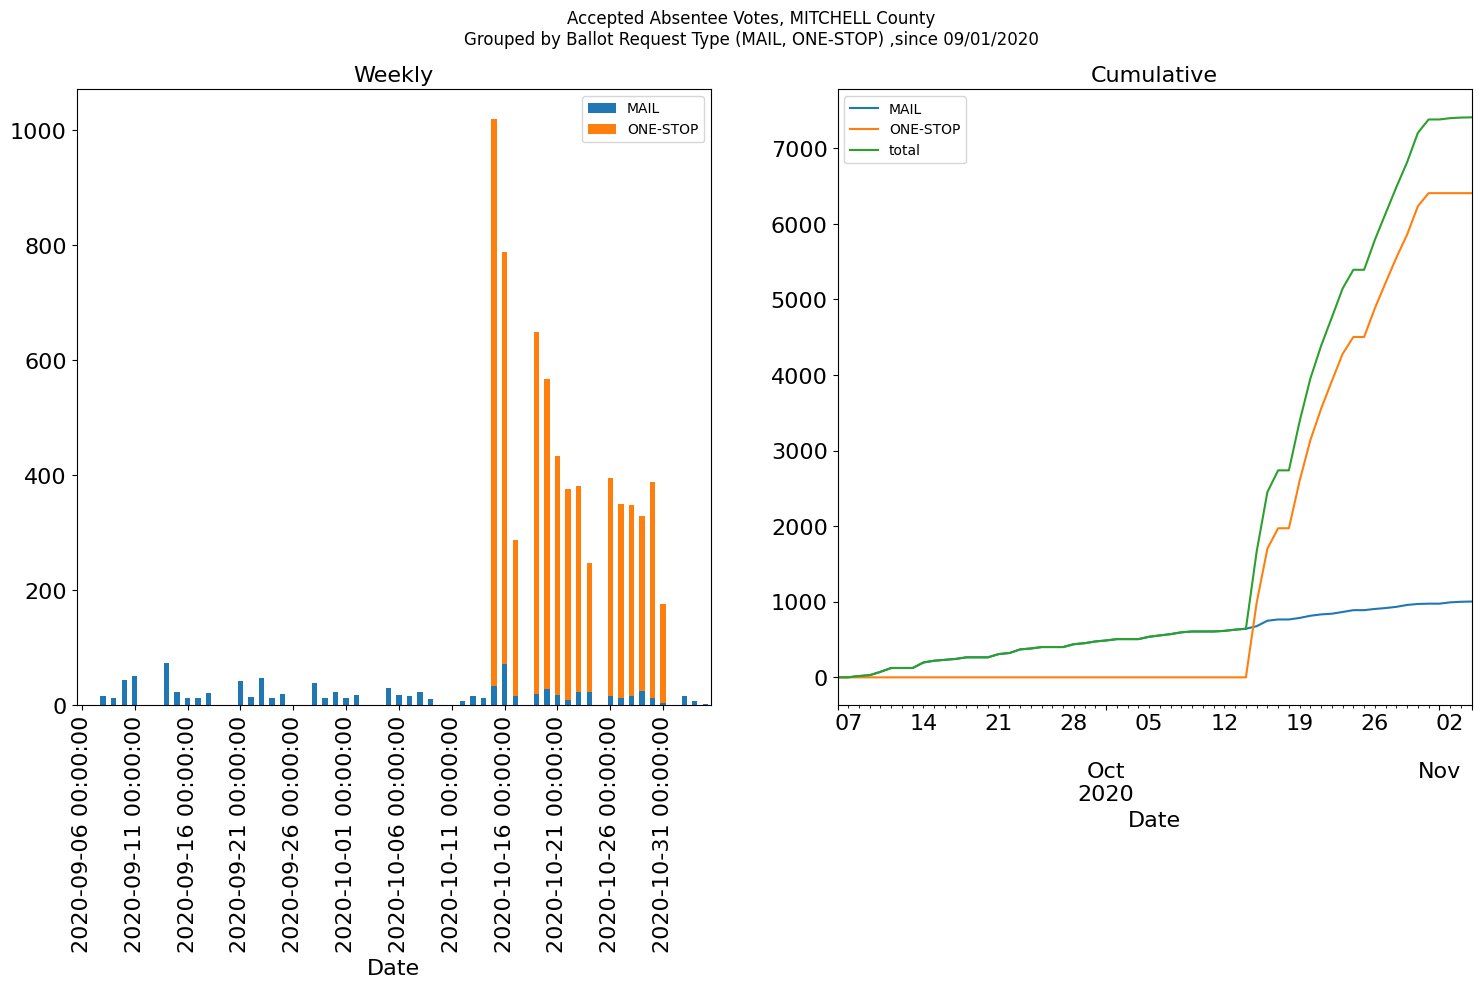 Accepted Absentee Votes, MITCHELL County
Grouped by Ballot Request Type (MAIL, ONE-STOP) ,since 09/01/2020
Weekly
MAIL
ONE-STOP
1000
800
600
400
200
0
2020-09-06 00:00:00
2020-09-11 00:00:00
2020-09-16 00:00:00
2020-09-21 00:00:00
2020-09-26 00:00:00
2020-10-01 00:00:00
2020-10-06 00:00:00
2020-10-11 00:00:00
2020-10-16 00:00:00
2020-10-21 00:00:00
2020-10-26 00:00:00
2020-10-31 00:00:00
Date
Cumulative
MAIL
ONE-STOP
total
7000
6000
5000
4000
3000
2000
1000
0
07 14 21 28 05 12 19 26 02
Oct Nov
2020
Date